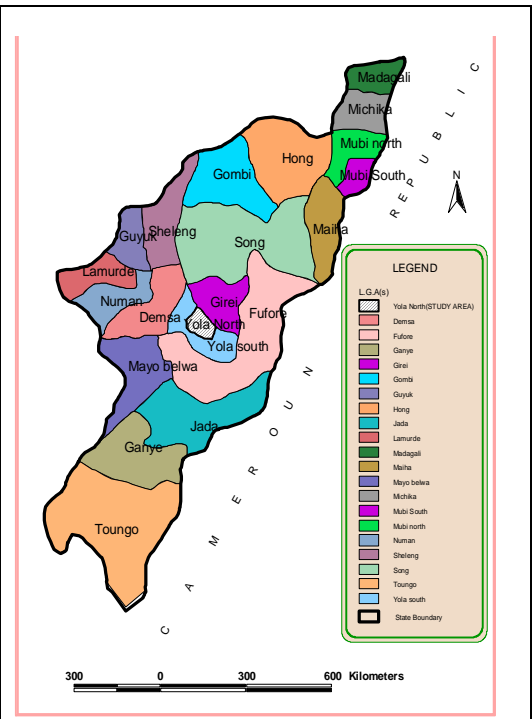 Madagali
Michika
Mubi north
Mubi South
Hong
Gombi
Maiha
Sheleng
Guyuk
Song
Lamurde
Numan
Girei
Fufore
Demsa
Yola North
Yola south
Mayo belwa
Jada
Ganye
Toungo
CAMEROUN REPUBLIC
N
LEGEND
L.G.A(s)
Yola North(STUDY AREA)
Demsa
Fufore
Ganye
Girei
Gombi
Guyuk
Hong
Jada
Lamurde
Madagali
Maiha
Mayo belwa
Michika
Mubi South
Mubi north
Numan
Sheleng
Song
Toungo
Yola south
State Boundary
300 0 300 600 Kilometers